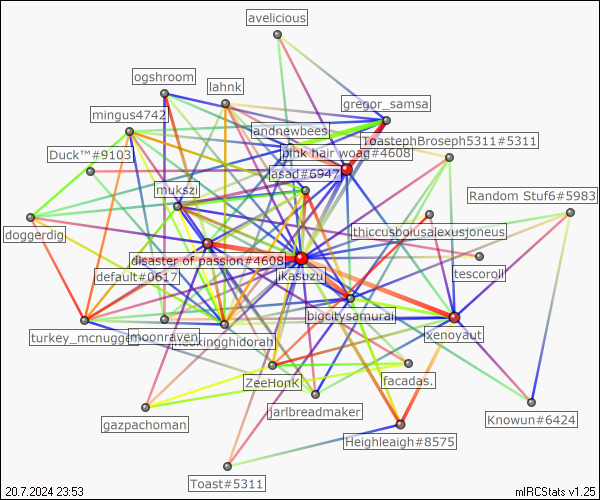 avelicious
ogshroom
lahnk
gregor_samsa
mingus4742
andnewbees
ToastephBroseph5311#5311
Duck™#9103
pink hair woag#4608
asad#6947
mukszi
Random Stuf6#5983
doggerdig
thiccusboiusalexusjoneus
disaster of passion#4608
jkasuzu
tescoroll
default#0617
bigcitysamurai
turkey_mcnugget
moonraven
hookingghidorah
xenoyaut
ZeeHonk
facadas.
gazpachoman
jarlbreadmaker
Knowun#6424
Heighleaigh#8575
Toast#5311
20.7.2024 23:53
mIRCStats v1.25